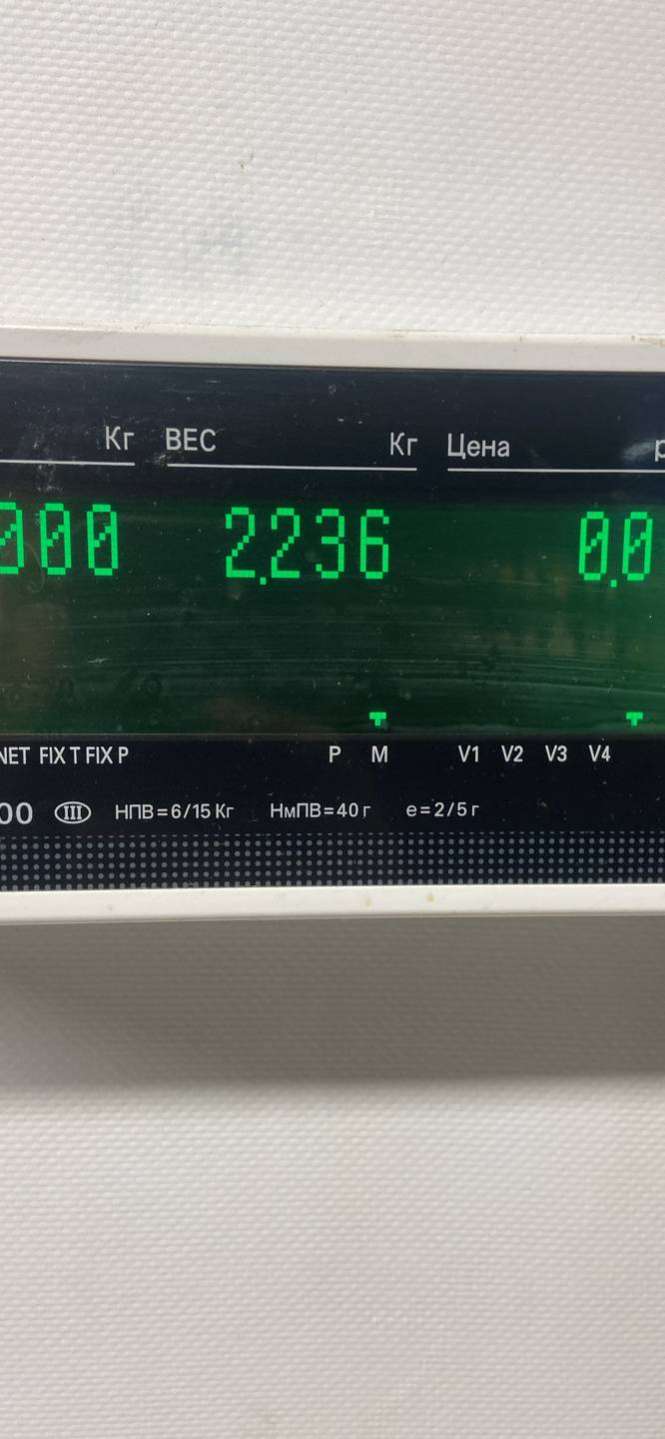 Кг ВЕС Кг Цена
000 2.236 0.0
NET FIX T FIX P P M V1 V2 V3 V4
00 III НПВ=6/15 Кг НмПВ=40 г e=2/5 г